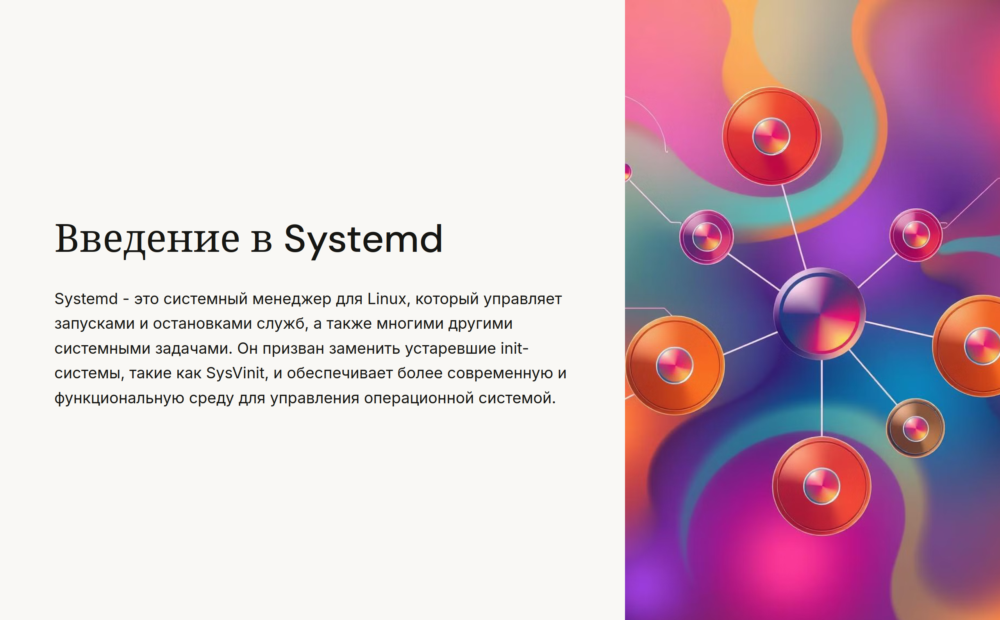 Введение в Systemd
Systemd - это системный менеджер для Linux, который управляет
запусками и остановками служб, а также многими другими
системными задачами. Он призван заменить устаревшие init-
системы, такие как SysVinit, и обеспечивает более современную и
функциональную среду для управления операционной системой.